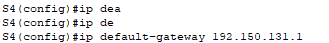 S4(config)#ip dea
S4(config)#ip de
S4(config)#ip default-gateway 192.150.131.1